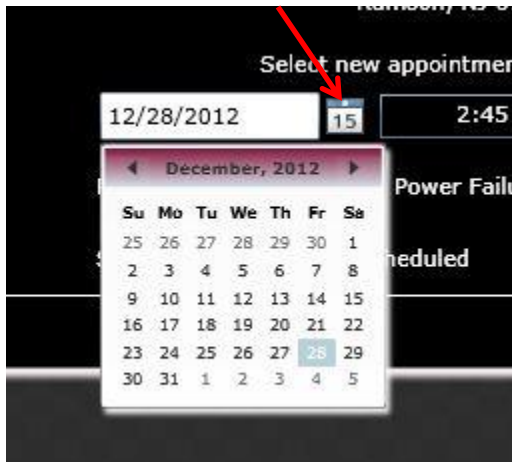 Select new appointmen
12/28/2012 15 2:45
December, 2012
Power Failu
Su Mo Tu We Th Fr Sa
25 26 27 28 29 30 1
2 3 4 5 6 7 8
heduled
9 10 11 12 13 14 15
16 17 18 19 20 21 22
23 24 25 26 27 28 29
30 31 1 2 3 4 5